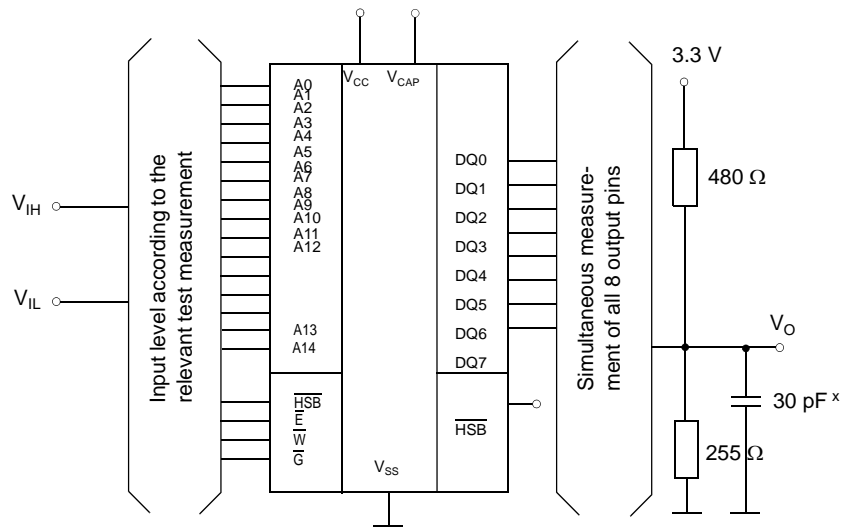 3.3 V
V_CC
V_CAP
A0
A1
A2
A3
A4
A5
A6
A7
A8
A9
A10
A11
A12
A13
A14
HSB
E
W
G
V_SS
DQ0
DQ1
DQ2
DQ3
DQ4
DQ5
DQ6
DQ7
HSB
V_IH
V_IL
Input level according to the
relevant test measurement
Simultaneous measure-
ment of all 8 output pins
480 Ω
V_O
30 pF x
255 Ω